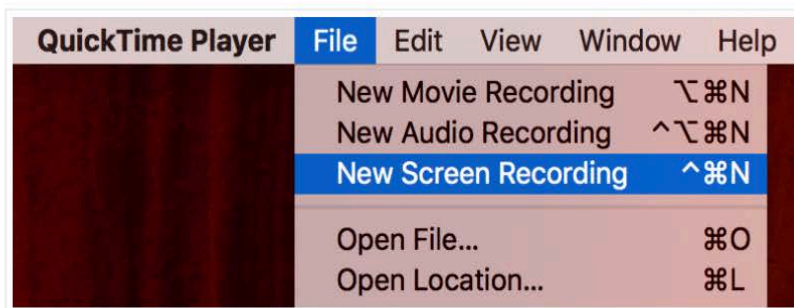 QuickTime Player File Edit View Window Help
New Movie Recording ⌥⌘N
New Audio Recording ^⌥⌘N
New Screen Recording ^⌘N
Open File... ⌘O
Open Location... ⌘L